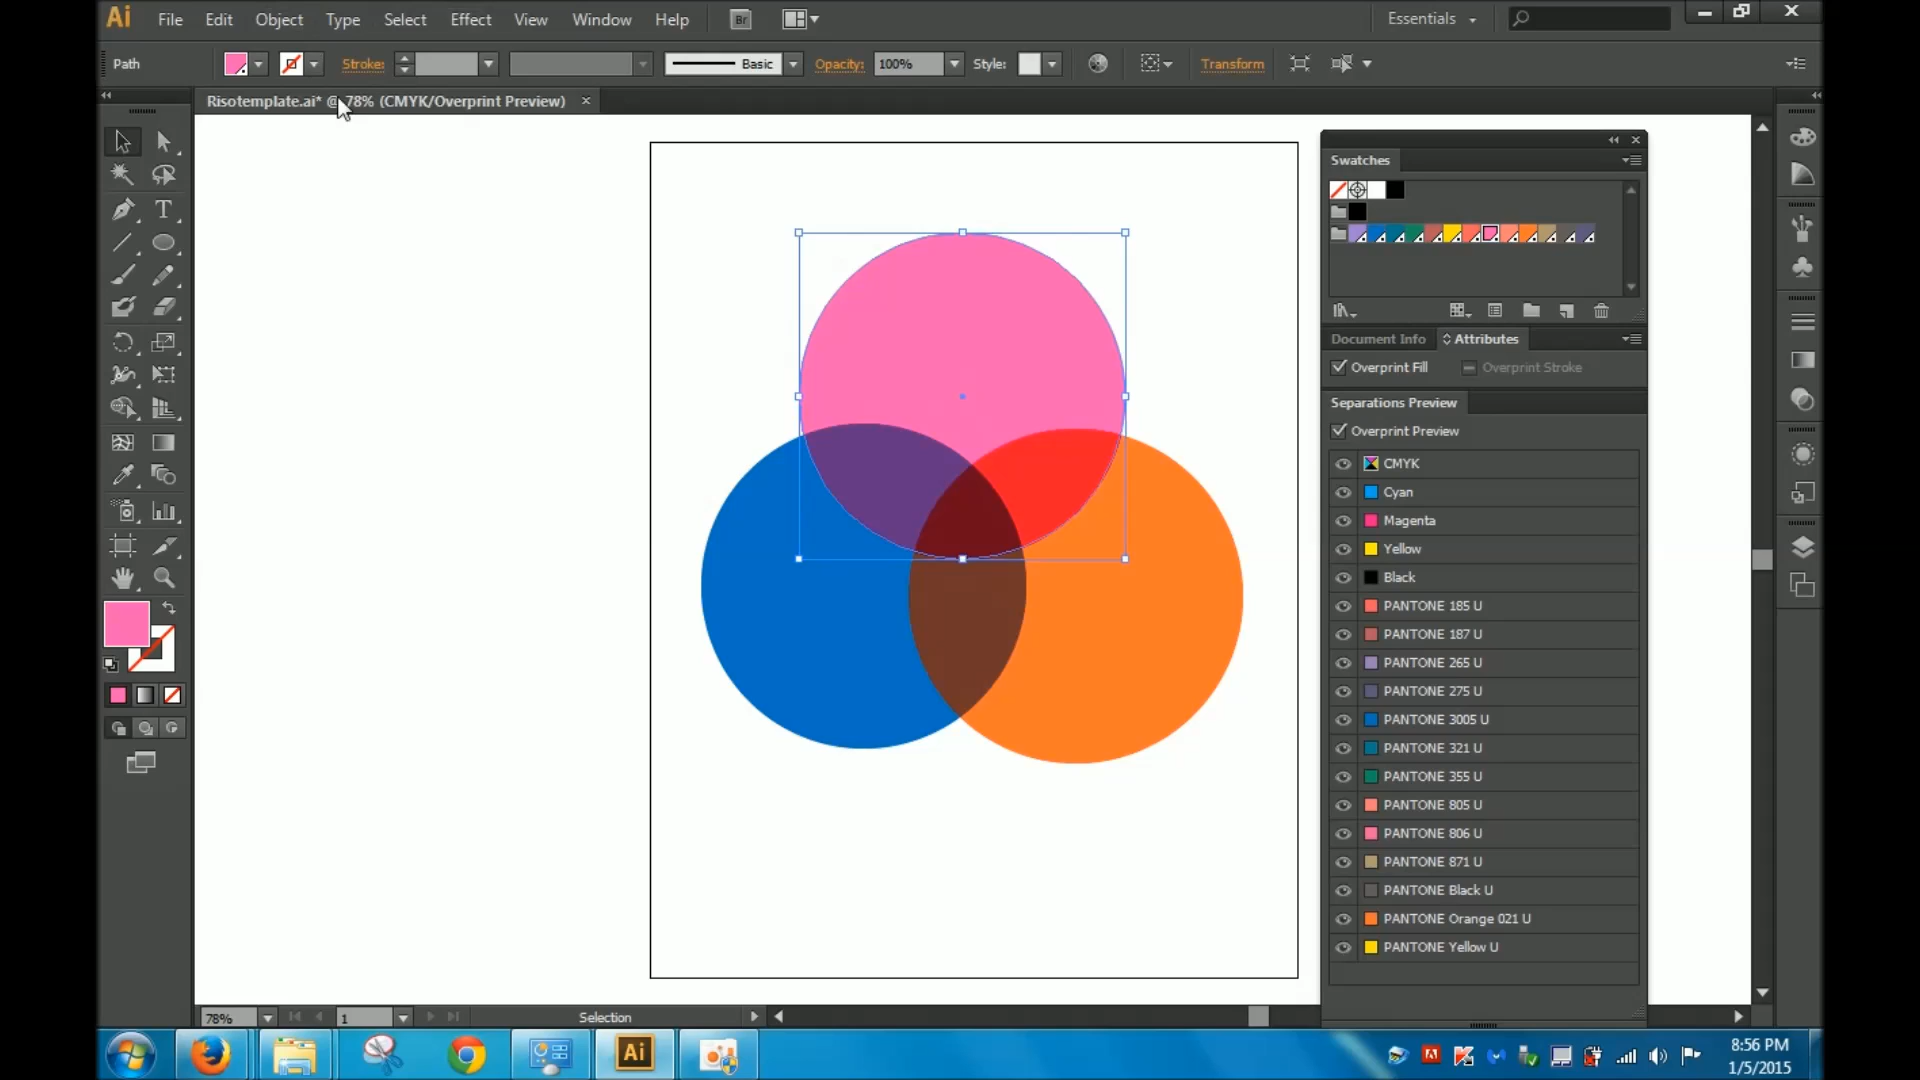 Ai File Edit Object Type Select Effect View Window Help Br Essentials
Path Stroke: Basic Opacity: 100% Style: Transform
Risotemplate.ai* @ 78% (CMYK/Overprint Preview)
Swatches
Document Info Attributes
Overprint Fill Overprint Stroke
Separations Preview
Overprint Preview
CMYK
Cyan
Magenta
Yellow
Black
PANTONE 185 U
PANTONE 187 U
PANTONE 265 U
PANTONE 275 U
PANTONE 3005 U
PANTONE 321 U
PANTONE 355 U
PANTONE 805 U
PANTONE 806 U
PANTONE 871 U
PANTONE Black U
PANTONE Orange 021 U
PANTONE Yellow U
78% 1 Selection
Ai
8:56 PM
1/5/2015